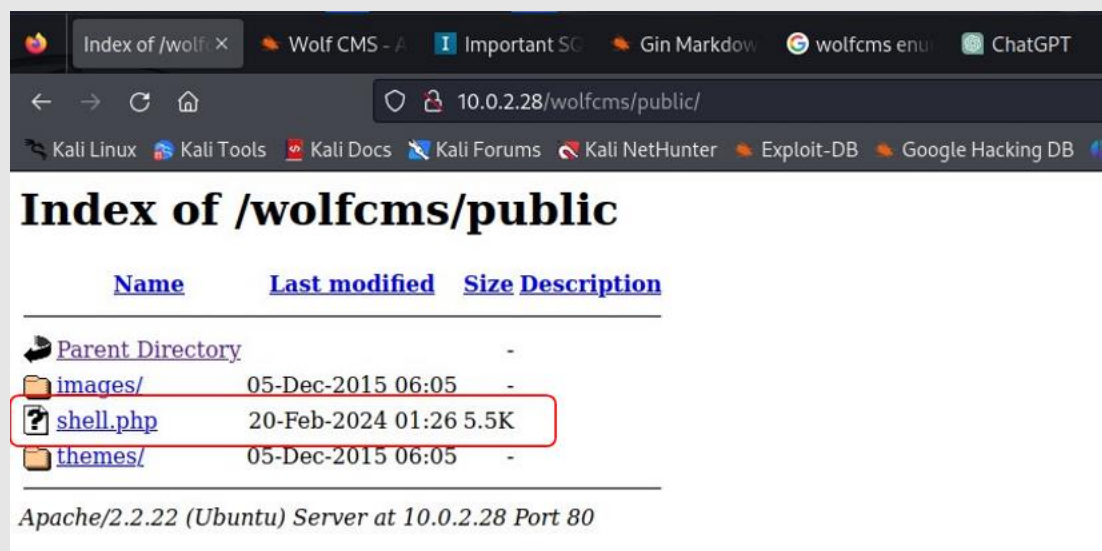 Index of /wolfc
Wolf CMS - A
Important SC
Gin Markdow
wolfcms enu
ChatGPT
10.0.2.28/wolfcms/public/
Kali Linux Kali Tools Kali Docs Kali Forums Kali NetHunter Exploit-DB Google Hacking DB
Index of /wolfcms/public
Name Last modified Size Description
Parent Directory -
images/ 05-Dec-2015 06:05 -
shell.php 20-Feb-2024 01:26 5.5K
themes/ 05-Dec-2015 06:05 -
Apache/2.2.22 (Ubuntu) Server at 10.0.2.28 Port 80